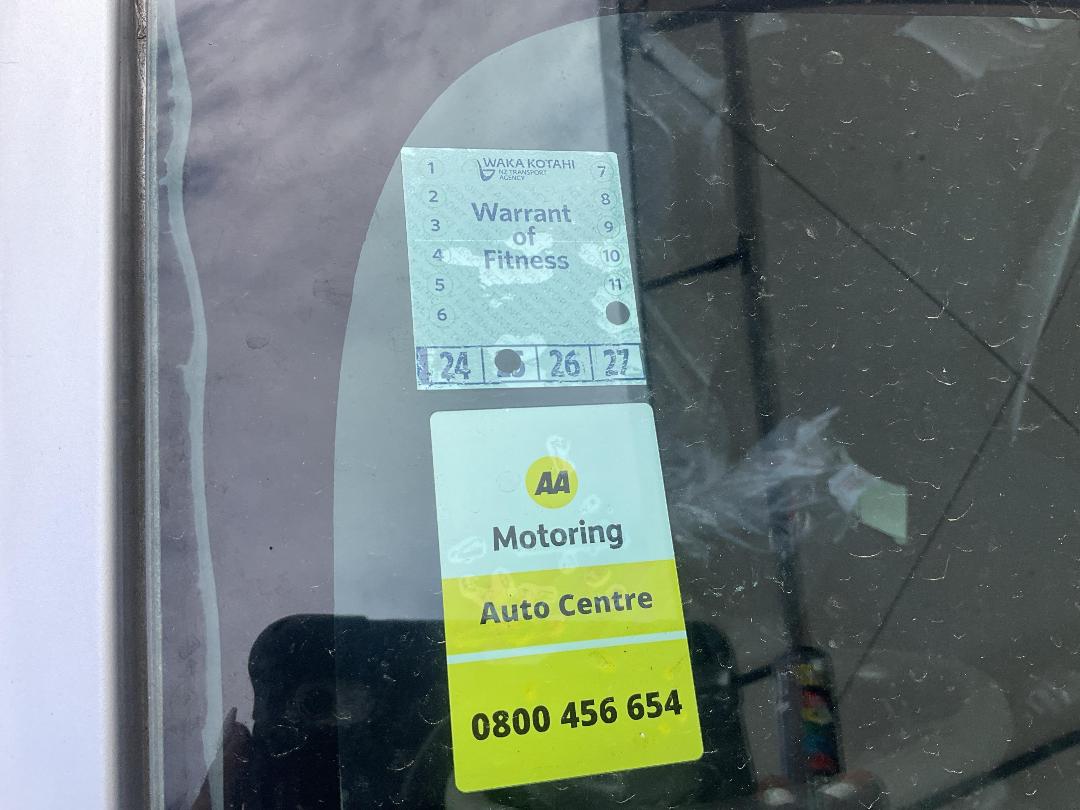 WAKA KOTAHI
NZ TRANSPORT
AGENCY
Warrant
of
Fitness
1
2
3
4
5
6
7
8
9
10
11
24 26 27
AA
Motoring
Auto Centre
0800 456 654